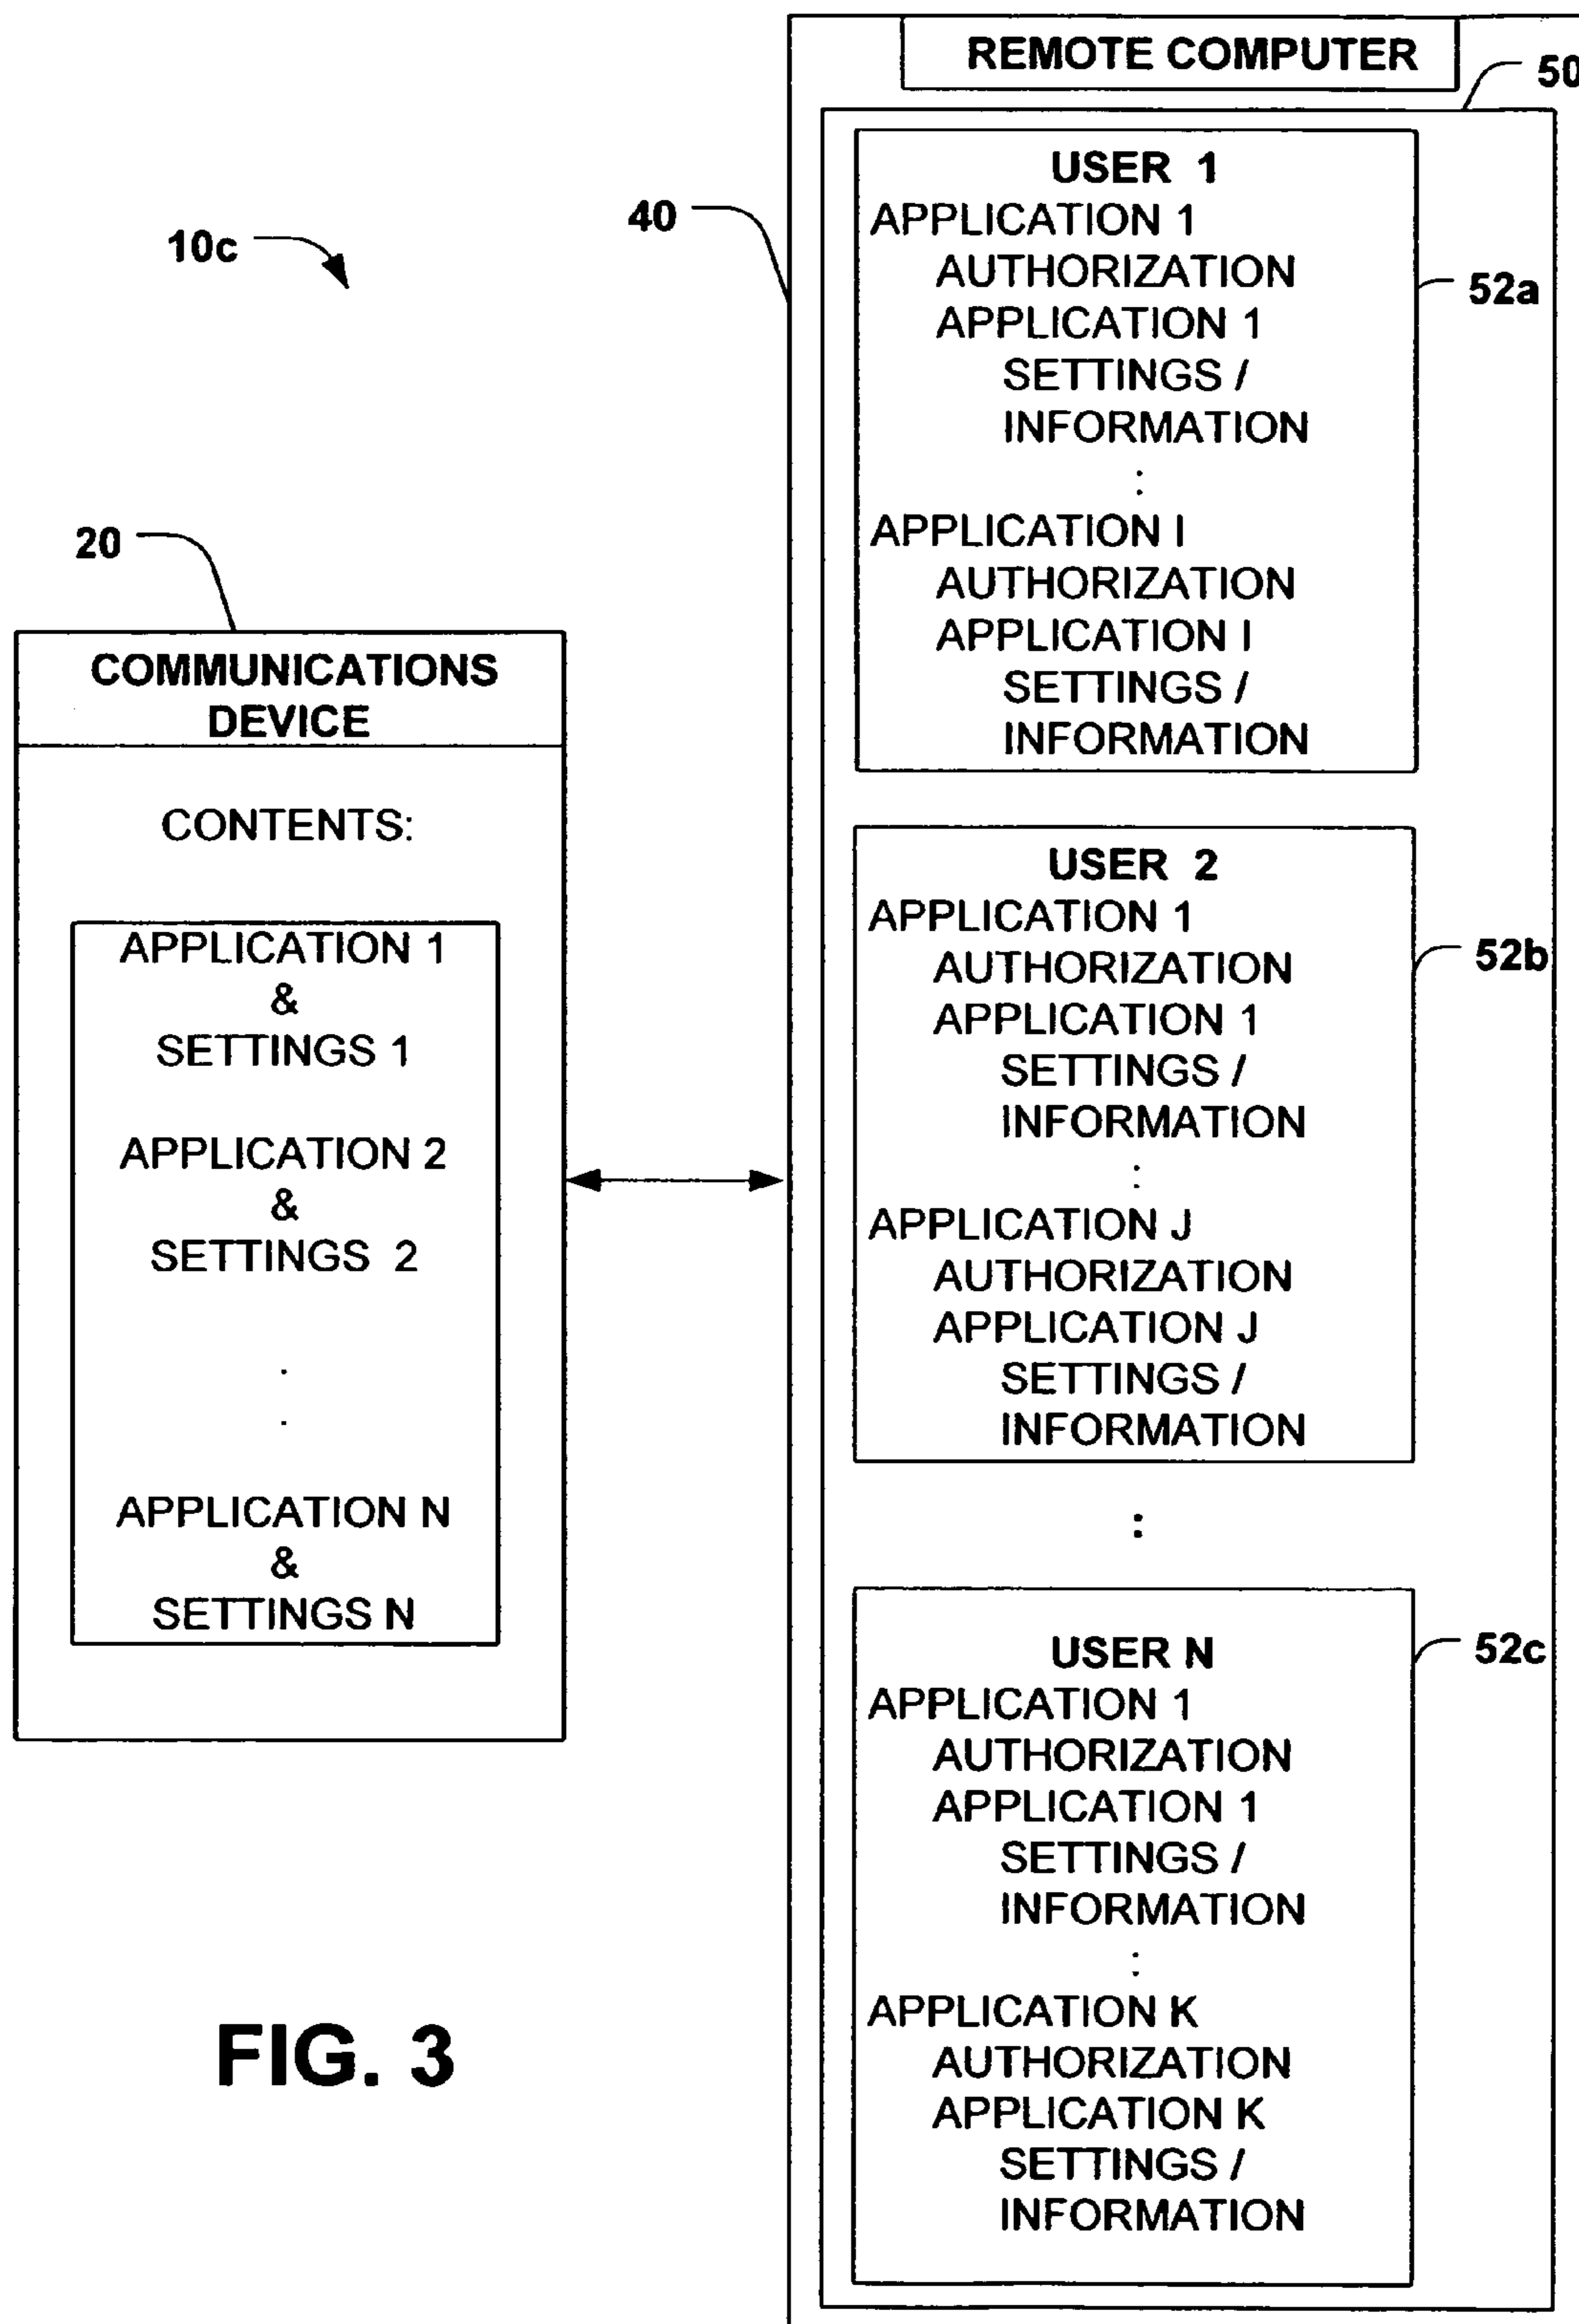 REMOTE COMPUTER
50
USER 1
APPLICATION 1
AUTHORIZATION
APPLICATION 1
SETTINGS /
INFORMATION
:
APPLICATION I
AUTHORIZATION
APPLICATION I
SETTINGS /
INFORMATION
40
52a
10c
20
COMMUNICATIONS
DEVICE
CONTENTS:
APPLICATION 1
&
SETTINGS 1
APPLICATION 2
&
SETTINGS 2
.
.
APPLICATION N
&
SETTINGS N
USER 2
APPLICATION 1
AUTHORIZATION
APPLICATION 1
SETTINGS /
INFORMATION
:
APPLICATION J
AUTHORIZATION
APPLICATION J
SETTINGS /
INFORMATION
52b
:
USER N
APPLICATION 1
AUTHORIZATION
APPLICATION 1
SETTINGS /
INFORMATION
:
APPLICATION K
AUTHORIZATION
APPLICATION K
SETTINGS /
INFORMATION
52c
FIG. 3